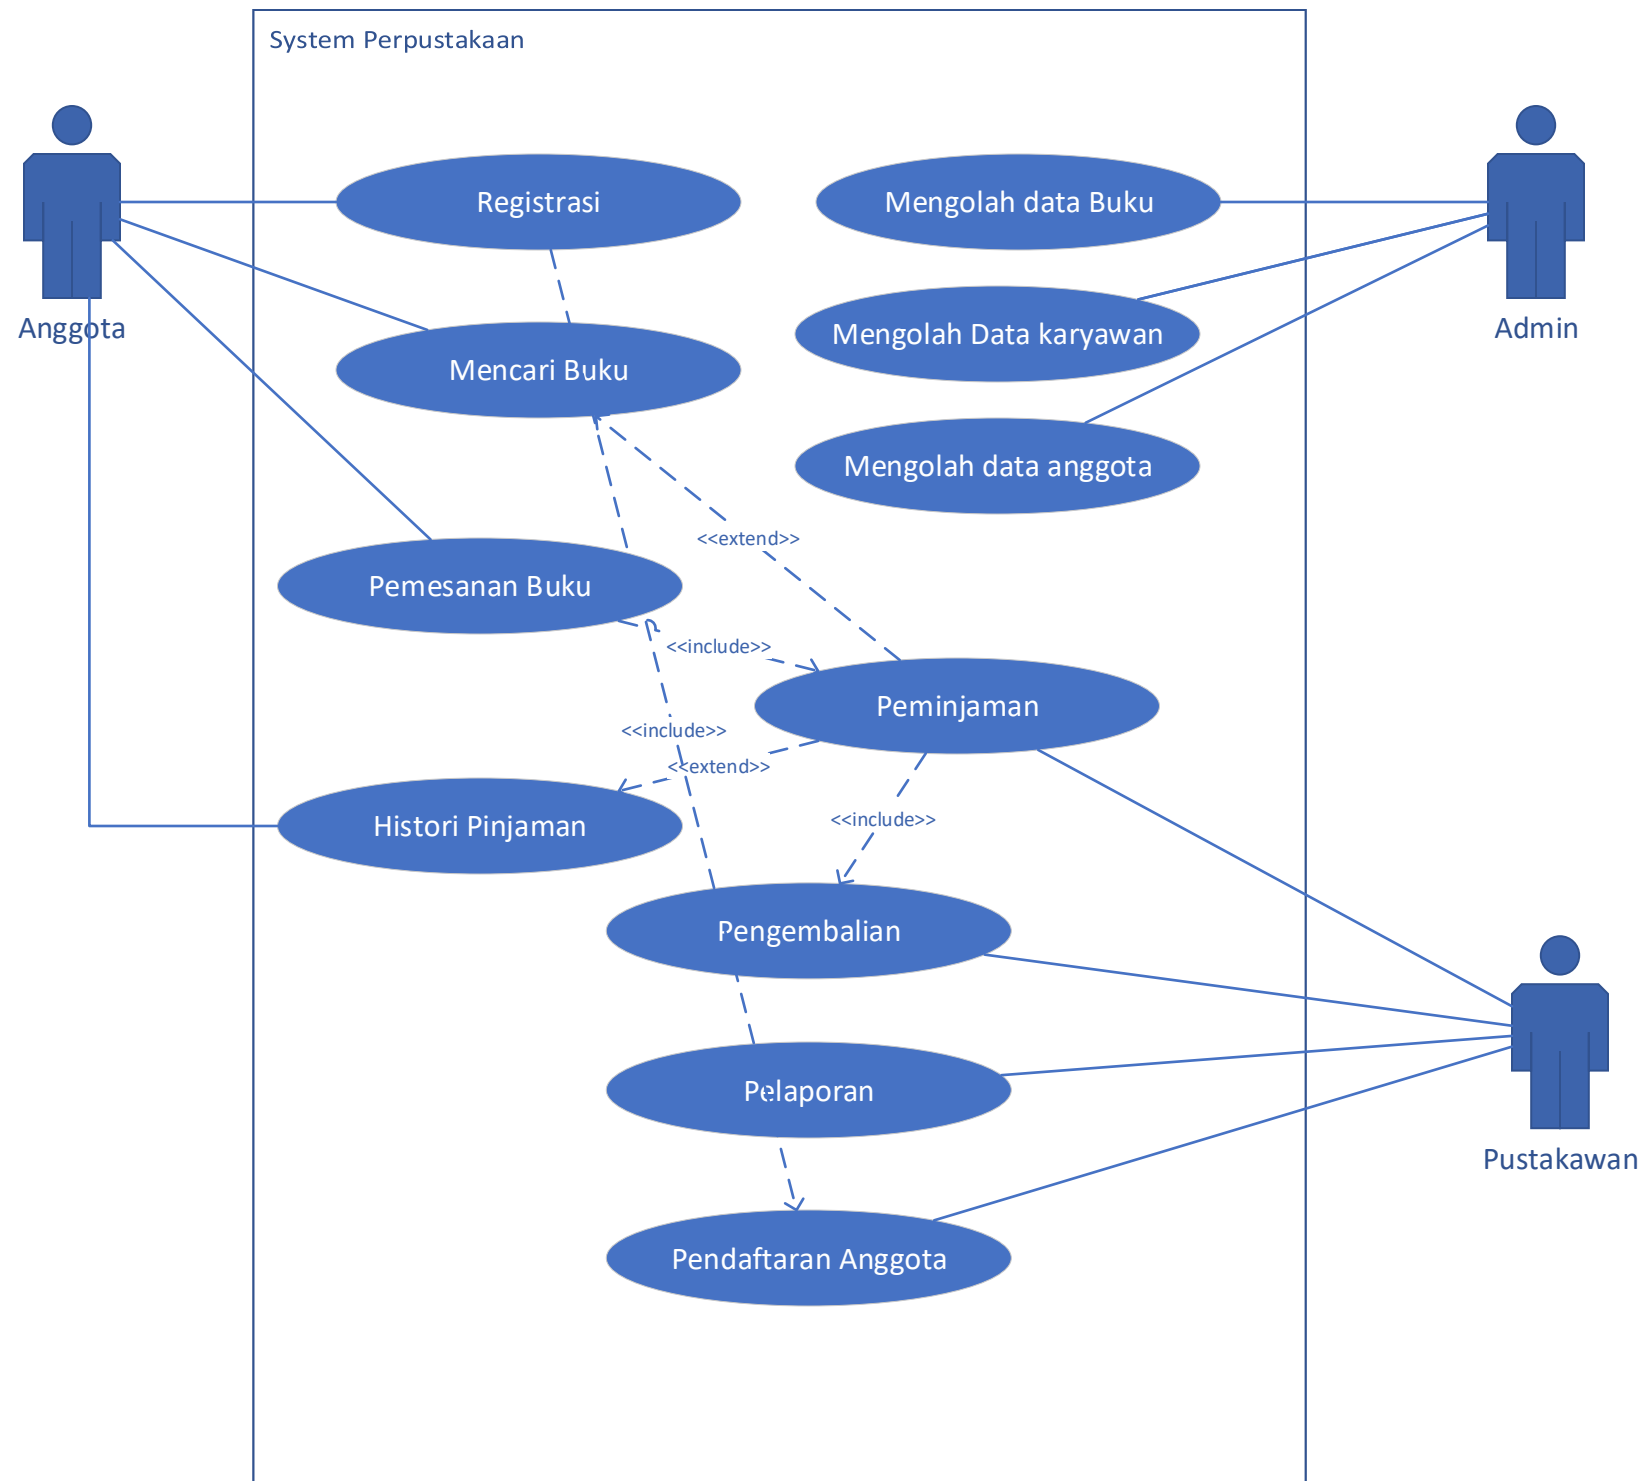 System Perpustakaan
Registrasi
Mengolah data Buku
Anggota
Mengolah Data karyawan
Admin
Mencari Buku
Mengolah data anggota
<<extend>>
Pemesanan Buku
<<include>>
Peminjaman
<<include>>
<<extend>>
Histori Pinjaman
<<include>>
Pengembalian
Pelaporan
Pustakawan
Pendaftaran Anggota